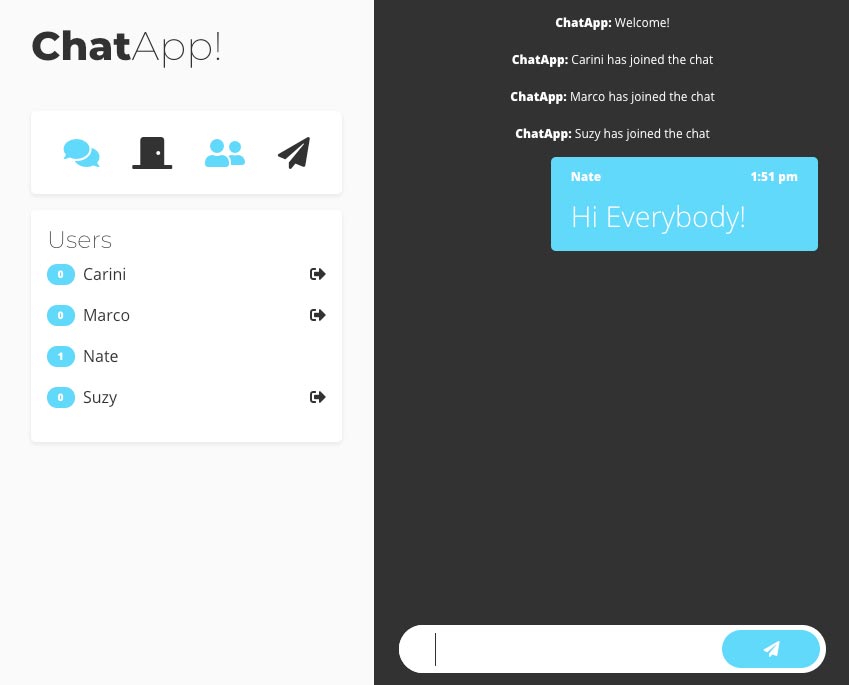 ChatApp!
Users
0 Carini
0 Marco
1 Nate
0 Suzy
ChatApp: Welcome!
ChatApp: Carini has joined the chat
ChatApp: Marco has joined the chat
ChatApp: Suzy has joined the chat
Nate 1:51 pm
Hi Everybody!